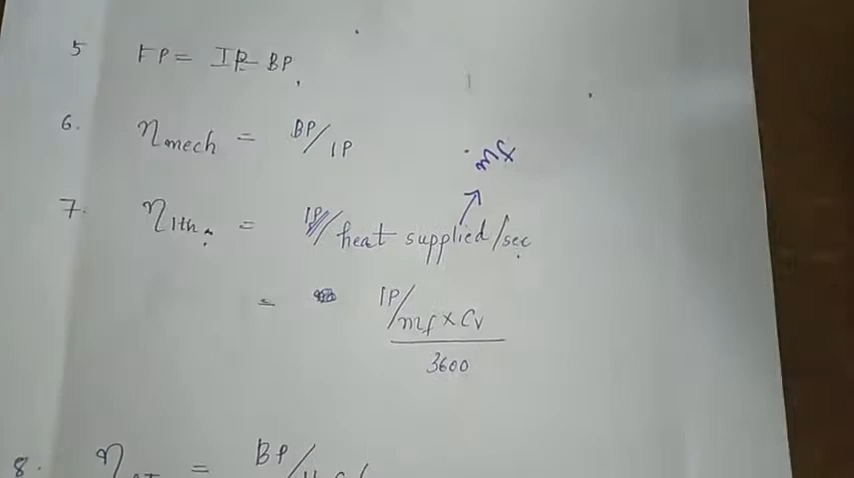 5 FP = IP - BP
6. ηmech = BP/IP
7. ηIth. = IP/heat supplied/sec
= IP/mf × Cv
3600
8. η = BP/